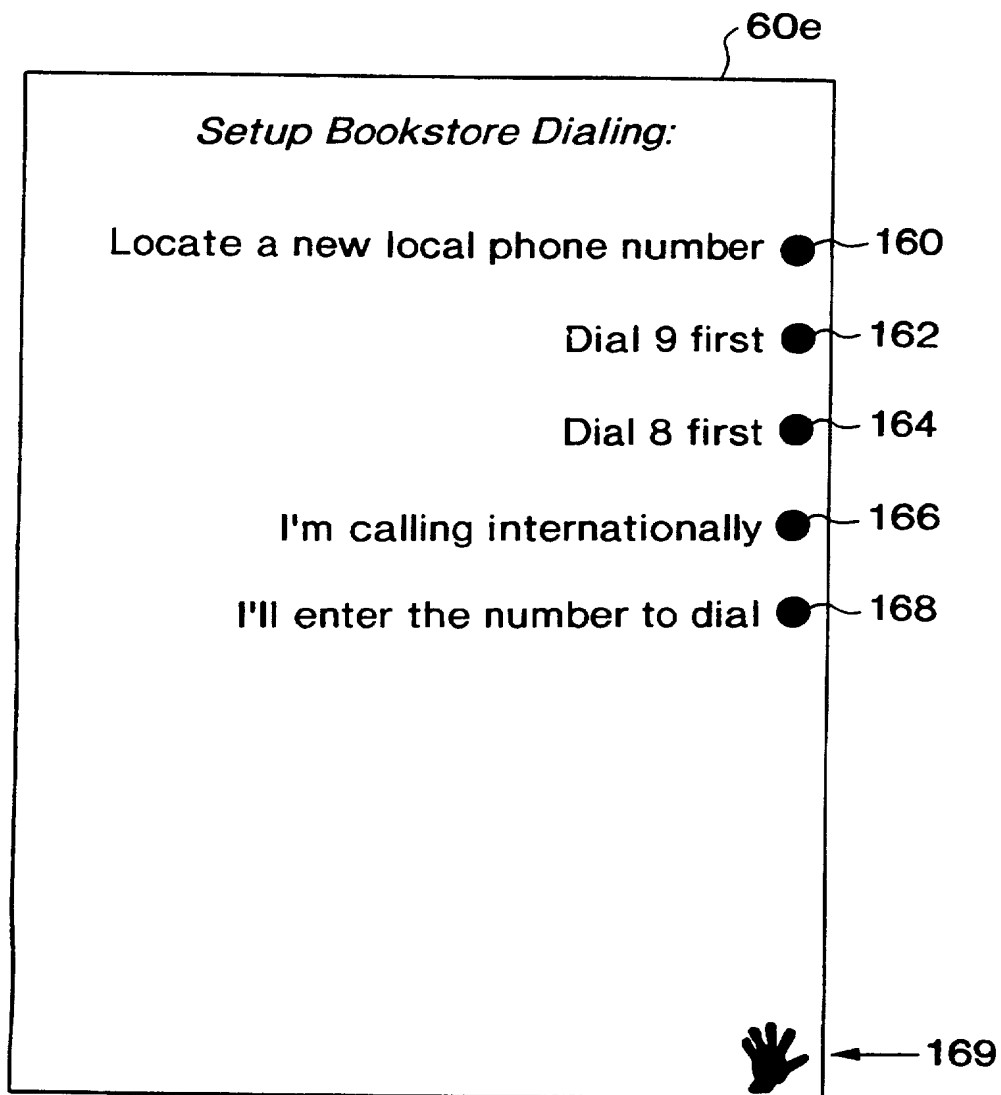 60e
Setup Bookstore Dialing:
Locate a new local phone number 160
Dial 9 first 162
Dial 8 first 164
I'm calling internationally 166
I'll enter the number to dial 168
169